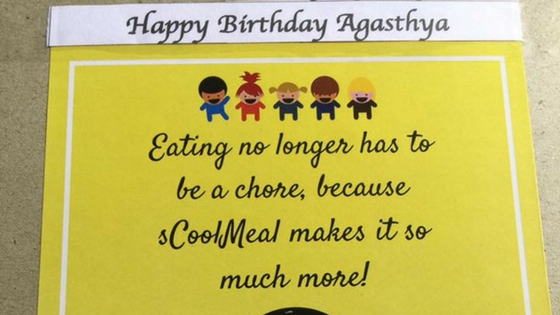 Happy Birthday Agasthya
Eating no longer has to
be a chore, because
sCoolMeal makes it so
much more!